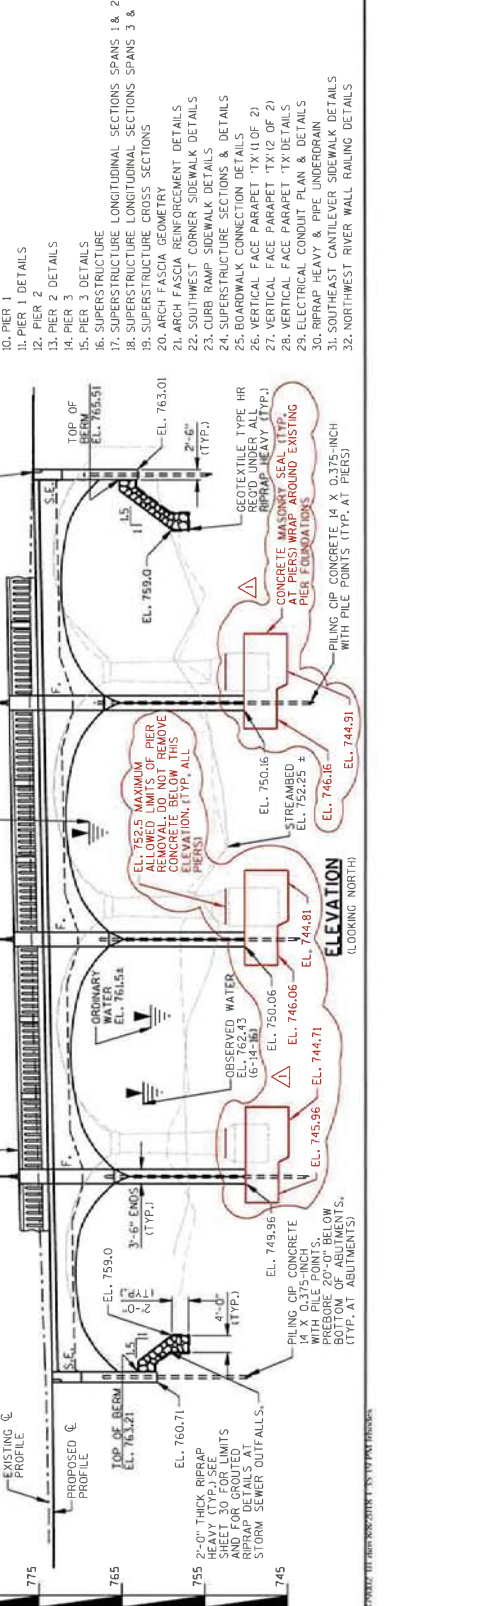 10. PIER 1
11. PIER 1 DETAILS
12. PIER 2
13. PIER 2 DETAILS
14. PIER 3
15. PIER 3 DETAILS
16. SUPERSTRUCTURE
17. SUPERSTRUCTURE LONGITUDINAL SECTIONS SPANS 1 & 2
18. SUPERSTRUCTURE LONGITUDINAL SECTIONS SPANS 3 &
19. SUPERSTRUCTURE CROSS SECTIONS
20. ARCH FASCIA GEOMETRY
21. ARCH FASCIA REINFORCEMENT DETAILS
22. SOUTHWEST CORNER SIDEWALK DETAILS
23. CURB RAMP SIDEWALK DETAILS
24. SUPERSTRUCTURE SECTIONS & DETAILS
25. BOARDWALK CONNECTION DETAILS
26. VERTICAL FACE PARAPET 'TX'(1 OF 2)
27. VERTICAL FACE PARAPET 'TX'(2 OF 2)
28. VERTICAL FACE PARAPET 'TX'DETAILS
29. ELECTRICAL CONDUIT PLAN & DETAILS
30. RIPRAP HEAVY & PIPE UNDERDRAIN
31. SOUTHEAST CANTILEVER SIDEWALK DETAILS
32. NORTHWEST RIVER WALL RAILING DETAILS
EXISTING ℄
PROFILE
PROPOSED ℄
PROFILE
775
765
755
745
S.E.
F.
F.
F.
S.E.
TOP OF BERM
EL. 763.21
EL. 760.71
1.5
1
EL. 759.0
2'-0"
(TYP.)
4'-0"
(TYP.)
2'-0" THICK RIPRAP
HEAVY (TYP.) SEE
SHEET 30 FOR LIMITS
AND FOR GROUTED
RIPRAP DETAILS AT
STORM SEWER OUTFALLS.
3'-6" ENDS
(TYP.)
EL. 749.96
PILING CIP CONCRETE
14 X 0.375-INCH
WITH PILE POINTS.
PREBORE 20'-0" BELOW
BOTTOM OF ABUTMENTS.
(TYP. AT ABUTMENTS)
EL. 745.96
EL. 744.71
1
ORDINARY
WATER
EL. 761.5±
OBSERVED WATER
EL. 762.43
(6-14-16)
EL. 750.06
EL. 746.06
EL. 744.81
EL. 752.5 MAXIMUM
ALLOWED LIMITS OF PIER
REMOVAL. DO NOT REMOVE
CONCRETE BELOW THIS
ELEVATION. (TYP. ALL
PIERS)
STREAMBED
EL. 752.25 ±
EL. 750.16
EL. 746.16
EL. 744.91
1
CONCRETE MASONRY SEAL (TYP.
AT PIERS) WRAP AROUND EXISTING
PIER FOUNDATIONS
PILING CIP CONCRETE 14 X 0.375-INCH
WITH PILE POINTS (TYP. AT PIERS)
EL. 759.0
1.5
1
TOP OF
BERM
EL. 765.51
EL. 763.01
2'-6"
(TYP.)
GEOTEXTILE TYPE HR
REQ'D UNDER ALL
RIPRAP HEAVY (TYP.)
ELEVATION
(LOOKING NORTH)